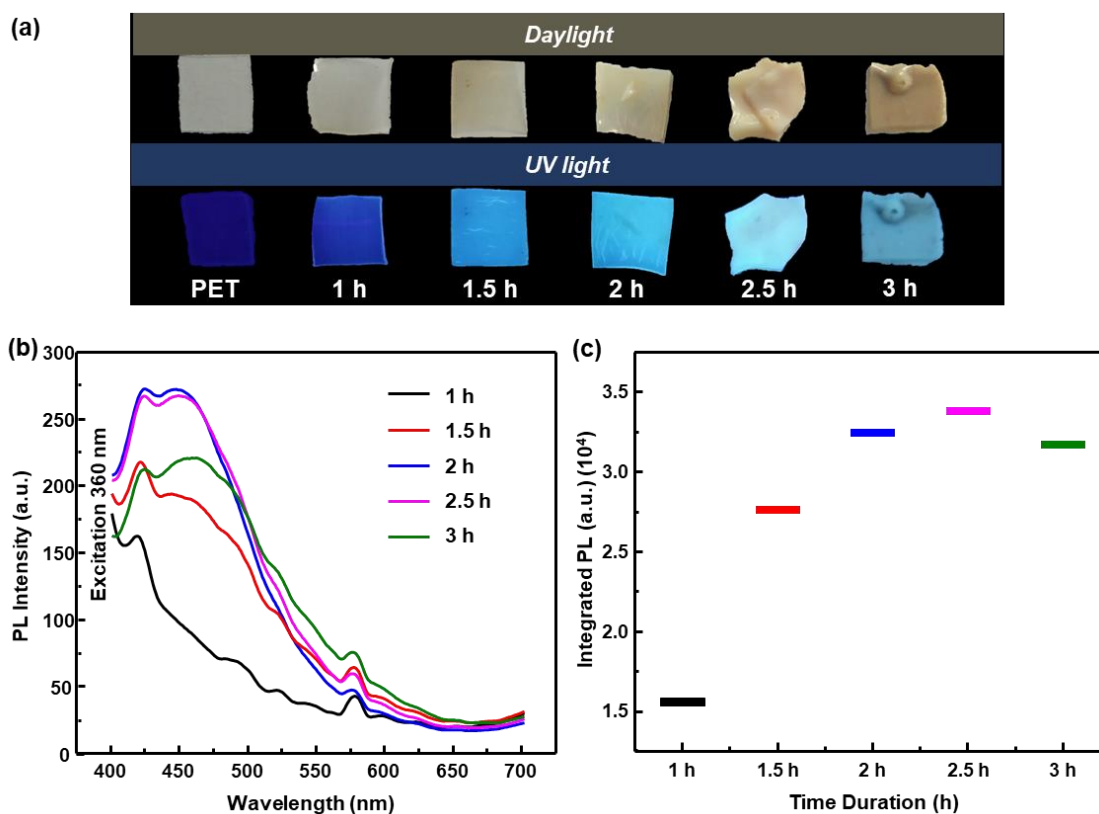 (a)
Daylight
UV light
PET 1 h 1.5 h 2 h 2.5 h 3 h
(b)
300
250
200
150
100
50
0
PL Intensity (a.u.)
Excitation 360 nm
1 h
1.5 h
2 h
2.5 h
3 h
400 450 500 550 600 650 700
Wavelength (nm)
(c)
3.5
3.0
2.5
2.0
1.5
Integrated PL (a.u.) (10⁴)
1 h 1.5 h 2 h 2.5 h 3 h
Time Duration (h)